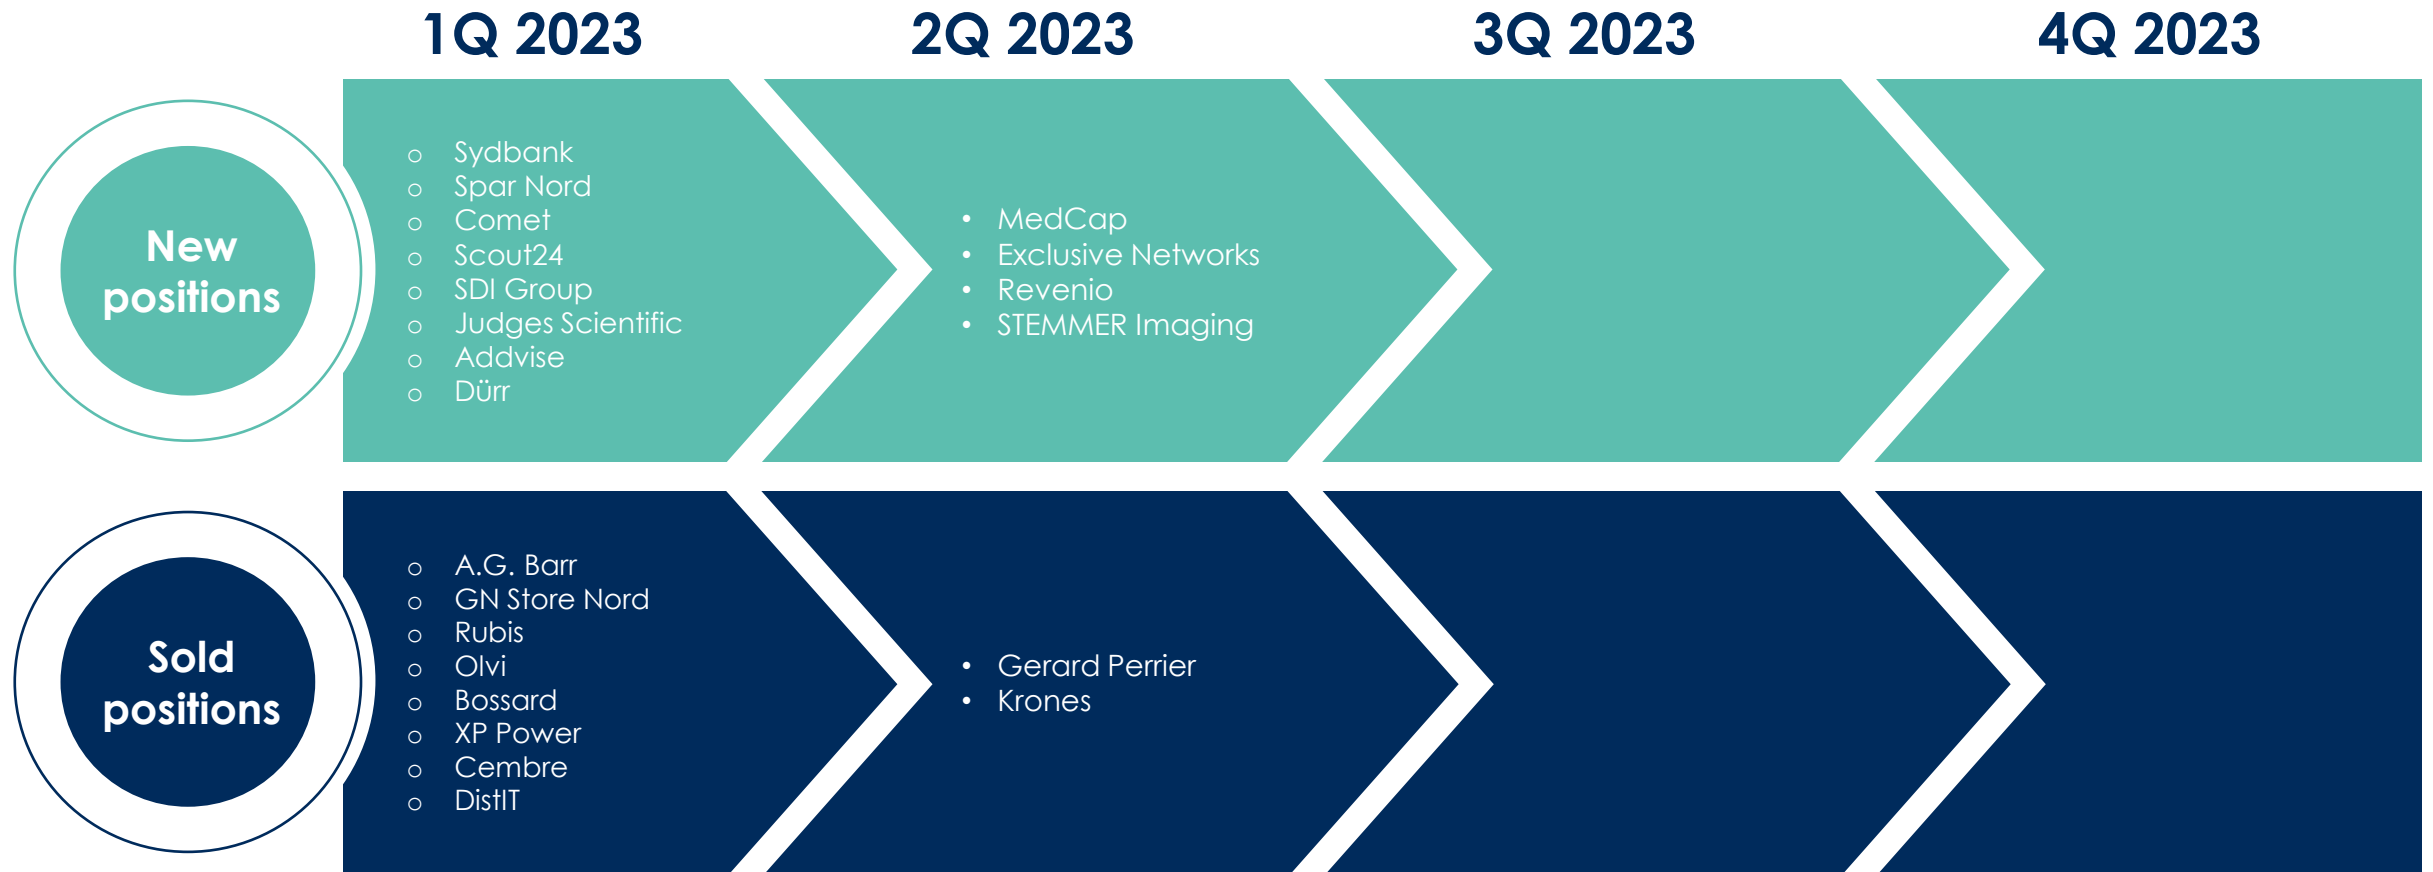 1Q 2023
2Q 2023
3Q 2023
4Q 2023
New
positions
o Sydbank
o Spar Nord
o Comet
o Scout24
o SDI Group
o Judges Scientific
o Addvise
o Dürr
• MedCap
• Exclusive Networks
• Revenio
• STEMMER Imaging
Sold
positions
o A.G. Barr
o GN Store Nord
o Rubis
o Olvi
o Bossard
o XP Power
o Cembre
o DistIT
• Gerard Perrier
• Krones